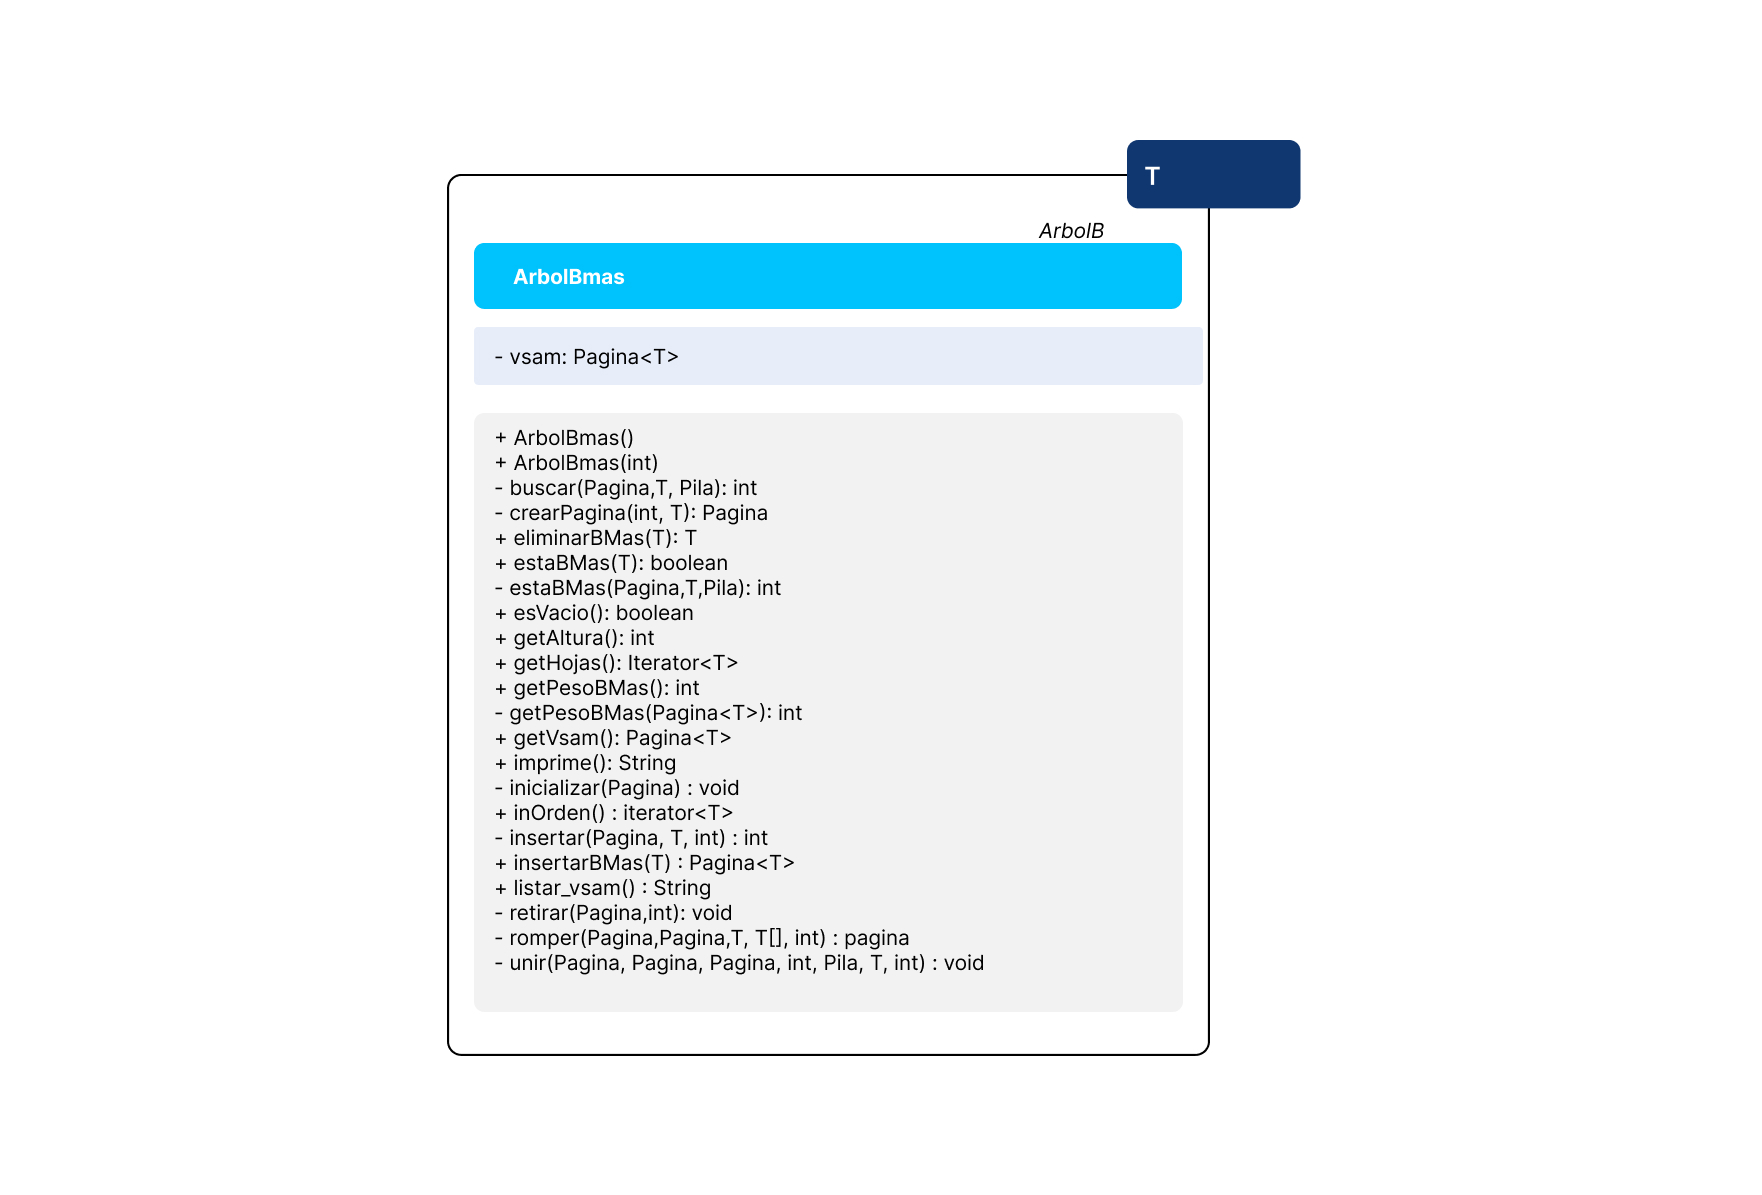 T
ArbolB
ArbolBmas
- vsam: Pagina<T>
+ ArbolBmas()
+ ArbolBmas(int)
- buscar(Pagina,T, Pila): int
- crearPagina(int, T): Pagina
+ eliminarBMas(T): T
+ estaBMas(T): boolean
- estaBMas(Pagina,T,Pila): int
+ esVacio(): boolean
+ getAltura(): int
+ getHojas(): Iterator<T>
+ getPesoBMas(): int
- getPesoBMas(Pagina<T>): int
+ getVsam(): Pagina<T>
+ imprime(): String
- inicializar(Pagina) : void
+ inOrden() : iterator<T>
- insertar(Pagina, T, int) : int
+ insertarBMas(T) : Pagina<T>
+ listar_vsam() : String
- retirar(Pagina,int): void
- romper(Pagina,Pagina,T, T[], int) : pagina
- unir(Pagina, Pagina, Pagina, int, Pila, T, int) : void